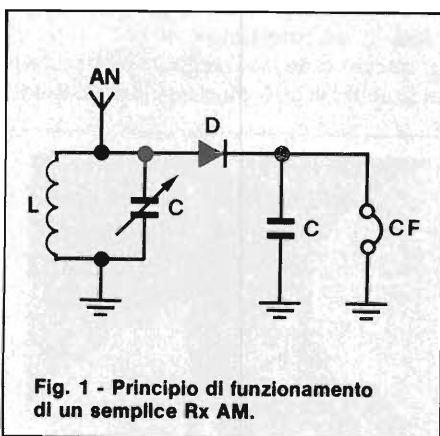 AN
D
L
C
C
CF
Fig. 1 - Principio di funzionamento
di un semplice Rx AM.